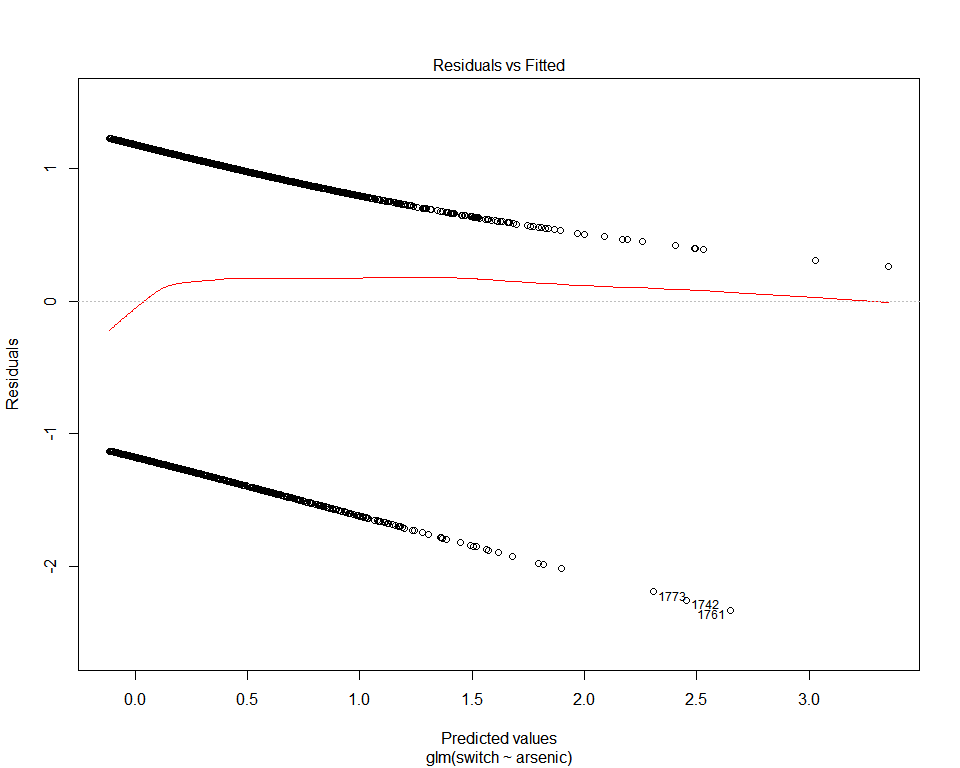 Residuals vs Fitted
1
0
-1
-2
Residuals
1773
1742
1761
0.0 0.5 1.0 1.5 2.0 2.5 3.0
Predicted values
glm(switch ~ arsenic)